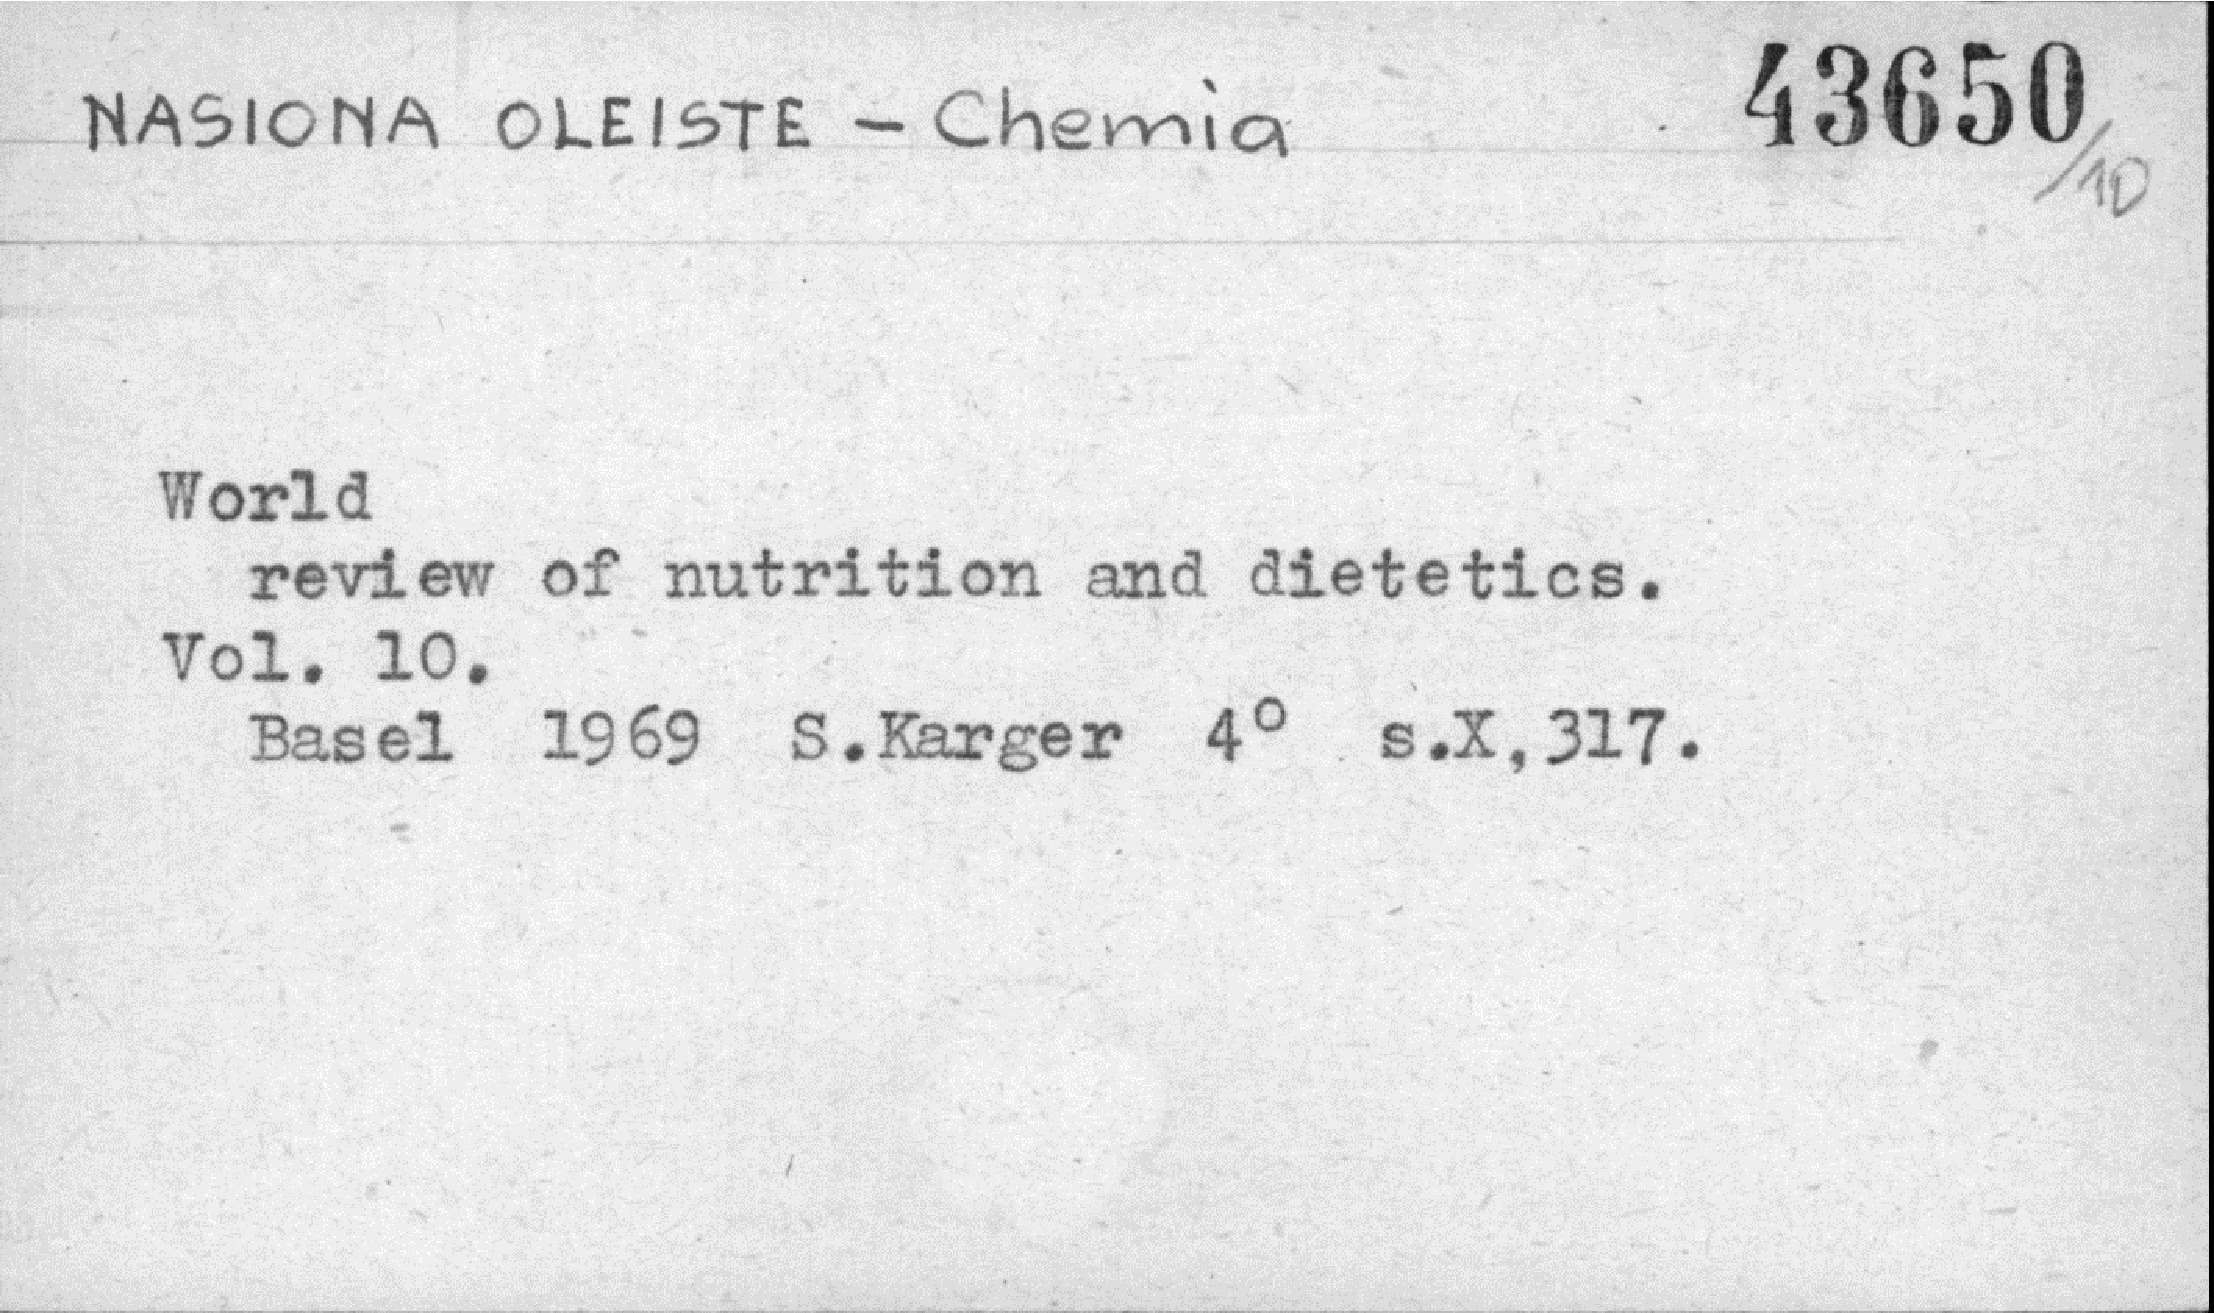 NASIONA OLEISTE – Chemia
43650/10
World
review of nutrition and dietetics.
Vol. 10.
Basel 1969 S.Karger 4° s.X,317.